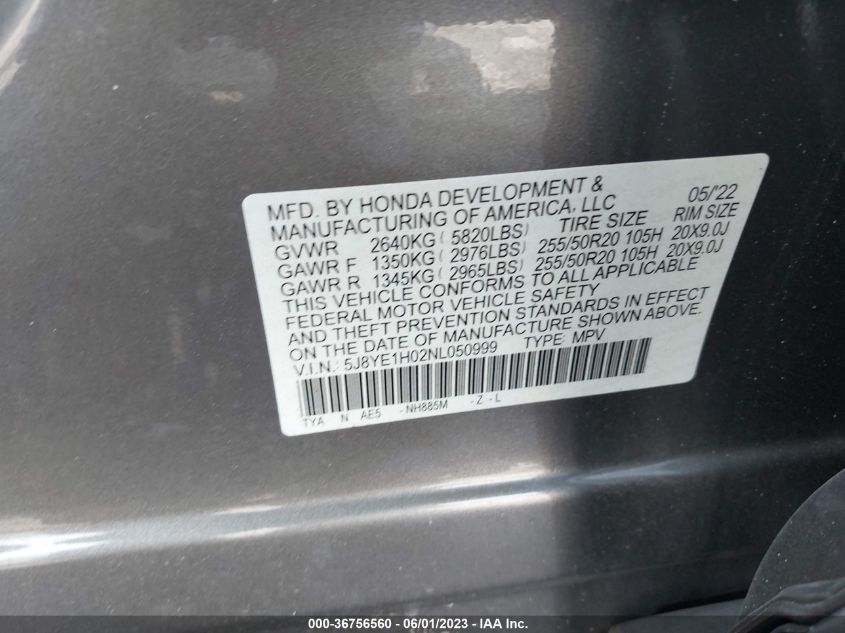 MFD. BY HONDA DEVELOPMENT & 05/'22
MANUFACTURING OF AMERICA, LLC
GVWR 2640KG ( 5820LBS) TIRE SIZE RIM SIZE
GAWR F 1350KG ( 2976LBS) 255/50R20 105H 20X9.0J
GAWR R 1345KG ( 2965LBS) 255/50R20 105H 20X9.0J
THIS VEHICLE CONFORMS TO ALL APPLICABLE
FEDERAL MOTOR VEHICLE SAFETY
AND THEFT PREVENTION STANDARDS IN EFFECT
ON THE DATE OF MANUFACTURE SHOWN ABOVE.
V.I.N.: 5J8YE1H02NL050999 TYPE: MPV
TYA N AE5 -NH885M -Z -L
000-36756560 - 06/01/2023 - IAA Inc.